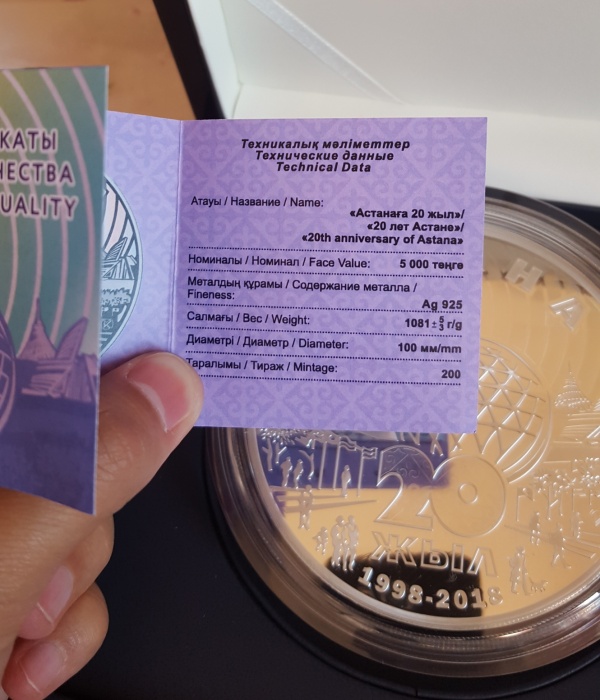 КАТЫ
ЧЕСТВА
UALITY
Техникалық мәліметтер
Технические данные
Technical Data
Атауы / Название / Name:
«Астанаға 20 жыл»/
«20 лет Астане»/
«20th anniversary of Astana»
Номиналы / Номинал / Face Value: 5 000 теңге
Металдың құрамы / Содержание металла /
Fineness: Ag 925
Салмағы / Вес / Weight: 1081±5/3 г/g
Диаметрі / Диаметр / Diameter: 100 мм/mm
Таралымы / Тираж / Mintage: 200
20
ЖЫЛ
1998-2018